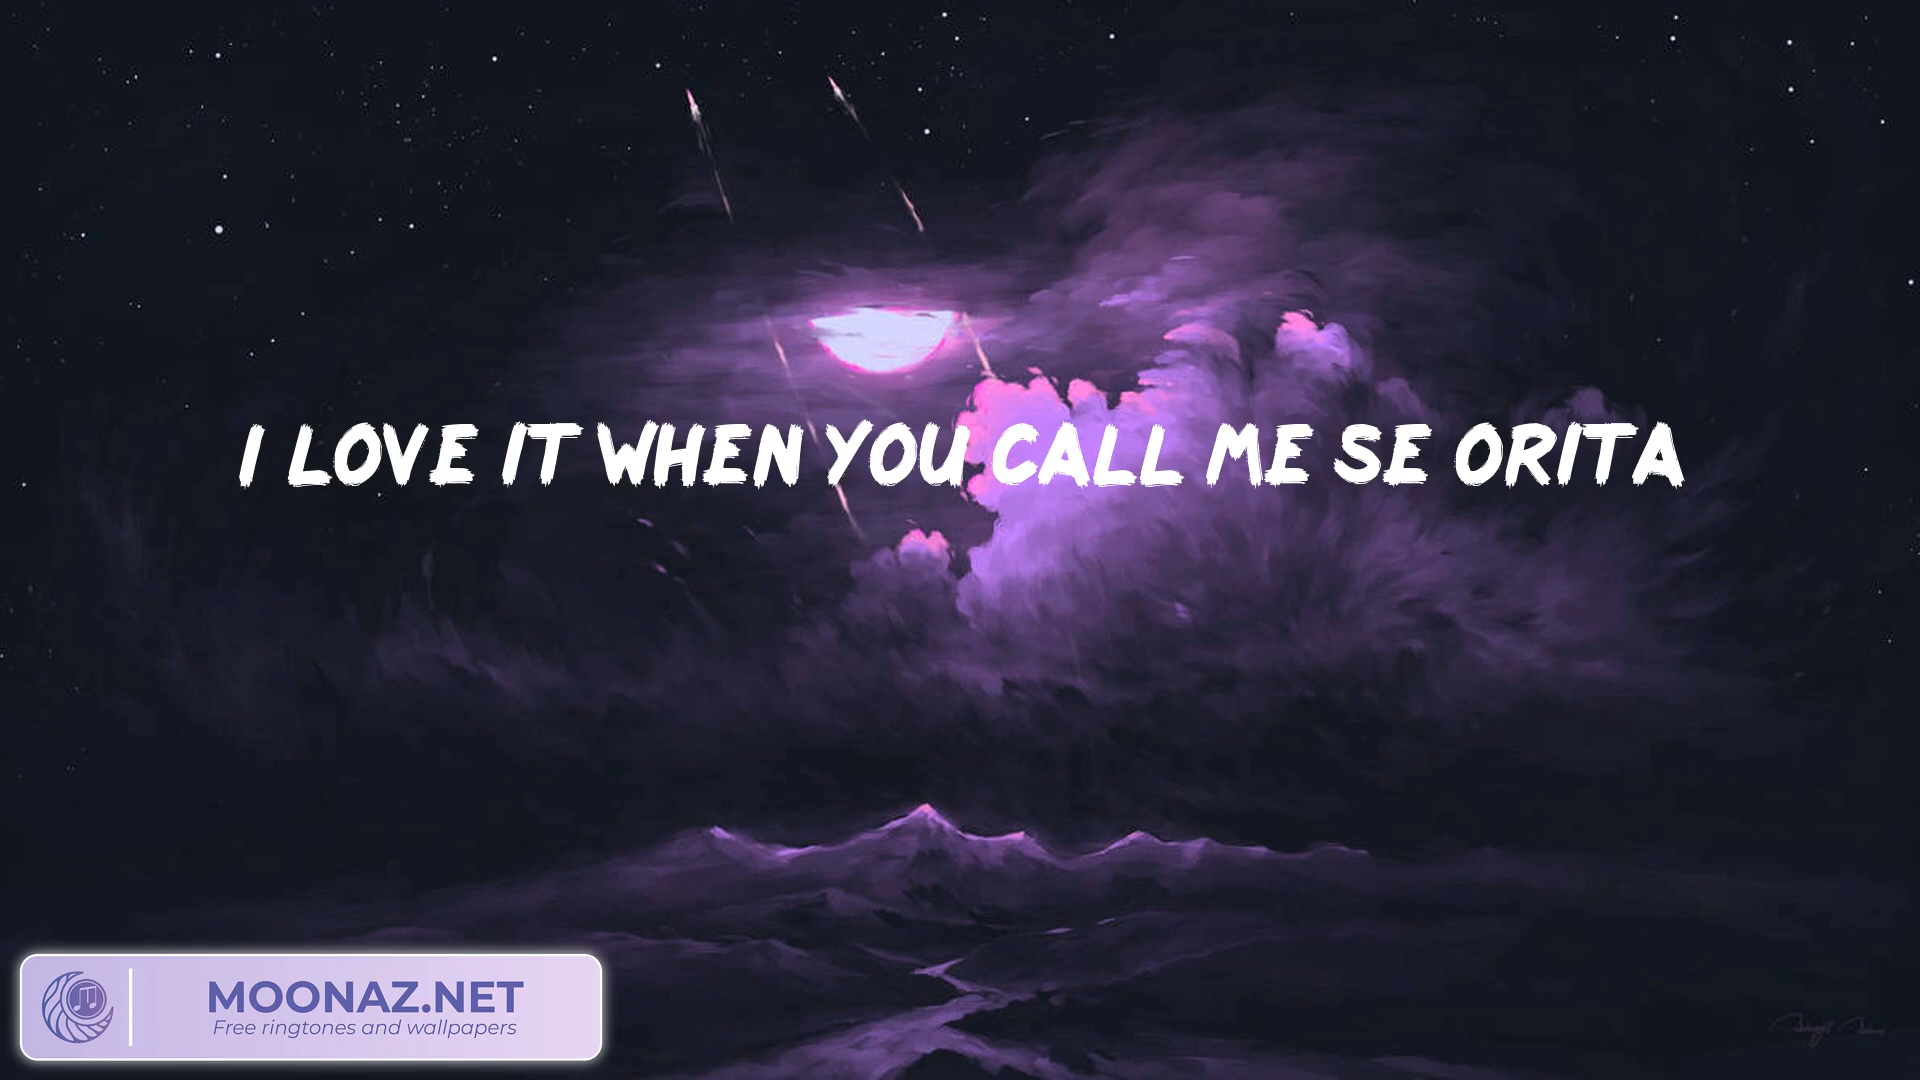 I LOVE IT WHEN YOU CALL ME SE ORITA
MOONAZ.NET
Free ringtones and wallpapers